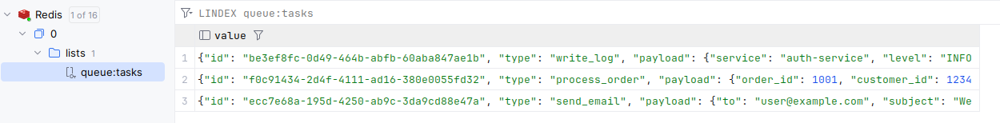 Redis 1 of 16
0
lists 1
queue:tasks
LINDEX queue:tasks
value
1 {"id": "be3ef8fc-0d49-464b-abfb-60aba847ae1b", "type": "write_log", "payload": {"service": "auth-service", "level": "INFO
2 {"id": "f0c91434-2d4f-4111-ad16-380e0055fd32", "type": "process_order", "payload": {"order_id": 1001, "customer_id": 1234
3 {"id": "ecc7e68a-195d-4250-ab9c-3da9cd88e47a", "type": "send_email", "payload": {"to": "user@example.com", "subject": "We